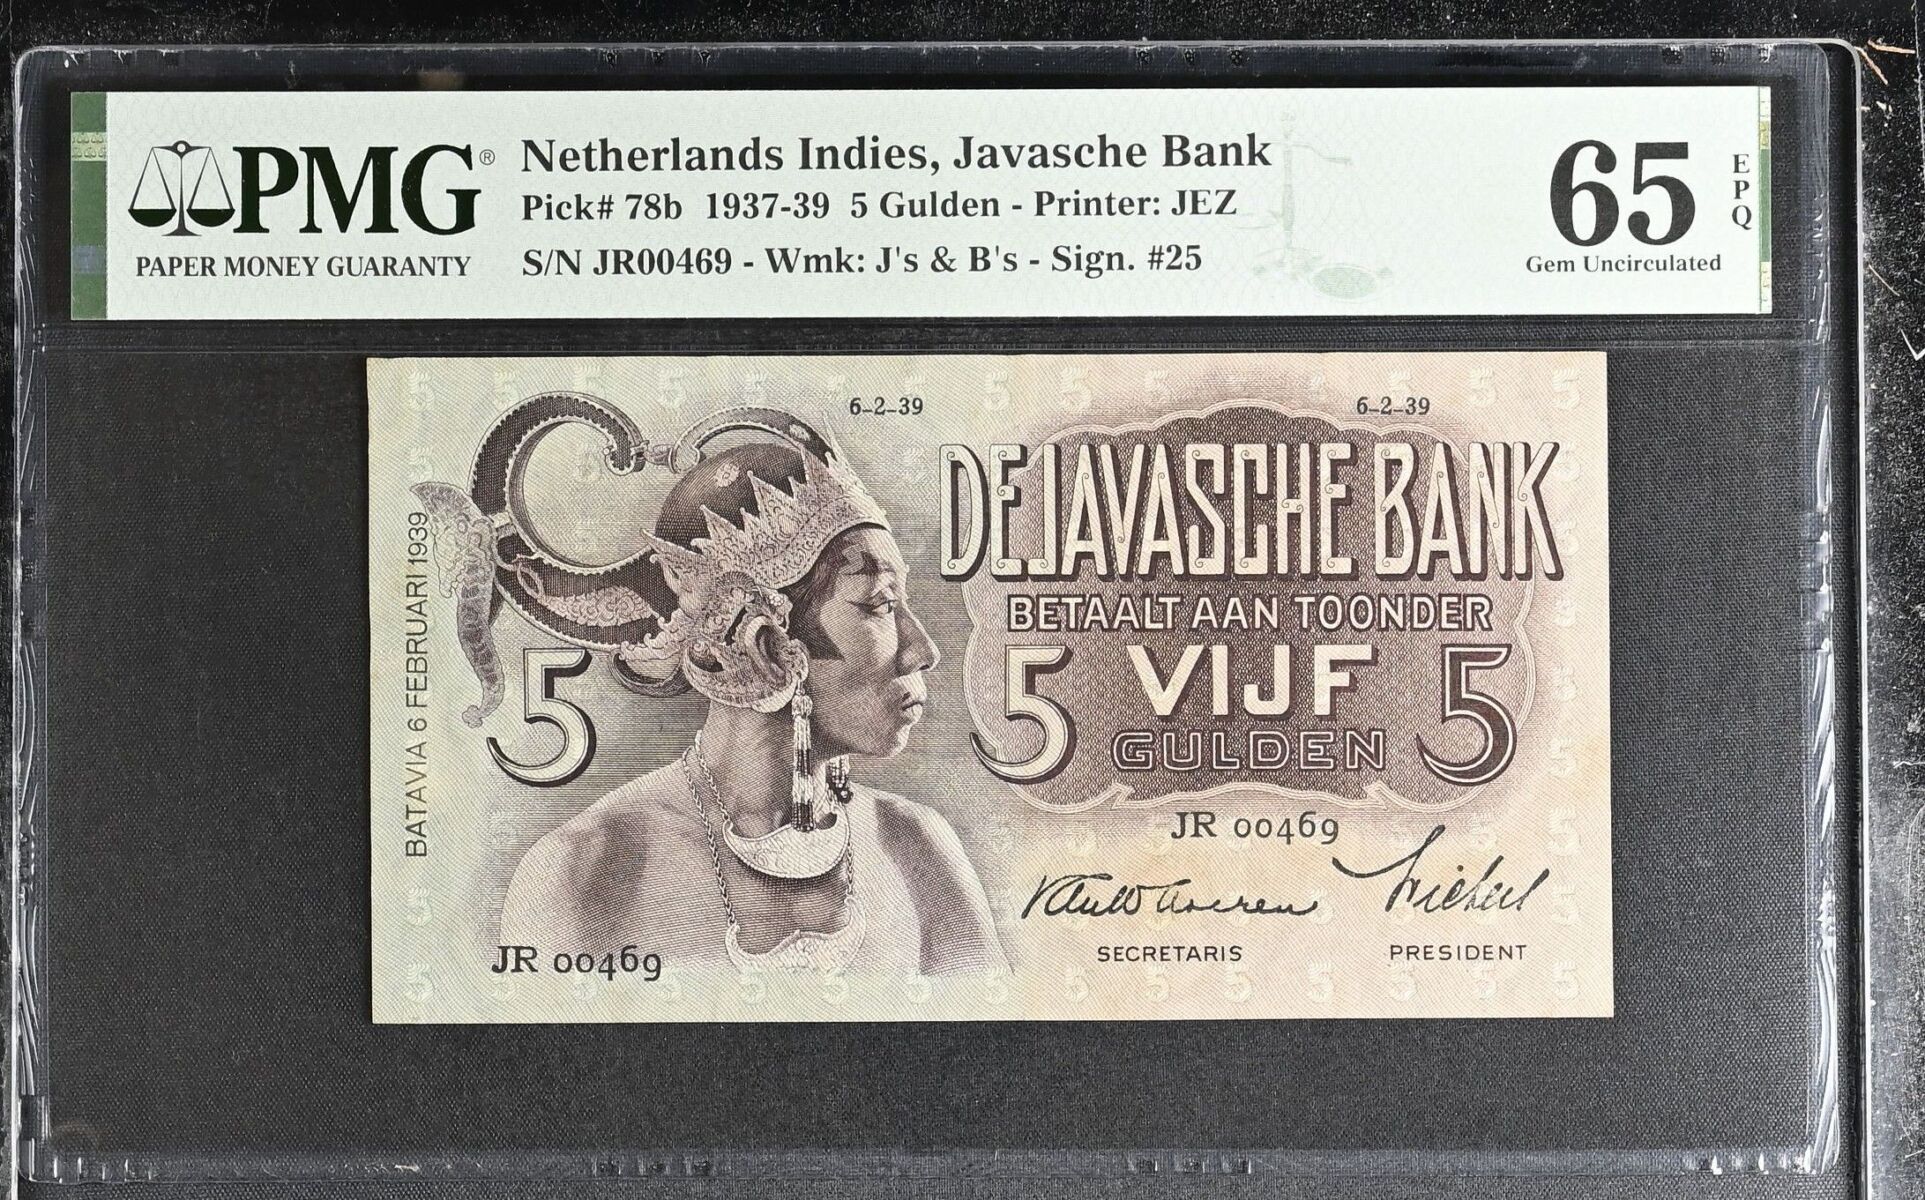 PMG®
PAPER MONEY GUARANTY
Netherlands Indies, Javasche Bank
Pick# 78b 1937-39 5 Gulden - Printer: JEZ
S/N JR00469 - Wmk: J's & B's - Sign. #25
65 EPQ
Gem Uncirculated
6-2-39 6-2-39
DE JAVASCHE BANK
BETAALT AAN TOONDER
5 5 VIJF 5
GULDEN
BATAVIA 6 FEBRUARI 1939
JR 00469
SECRETARIS PRESIDENT
JR 00469